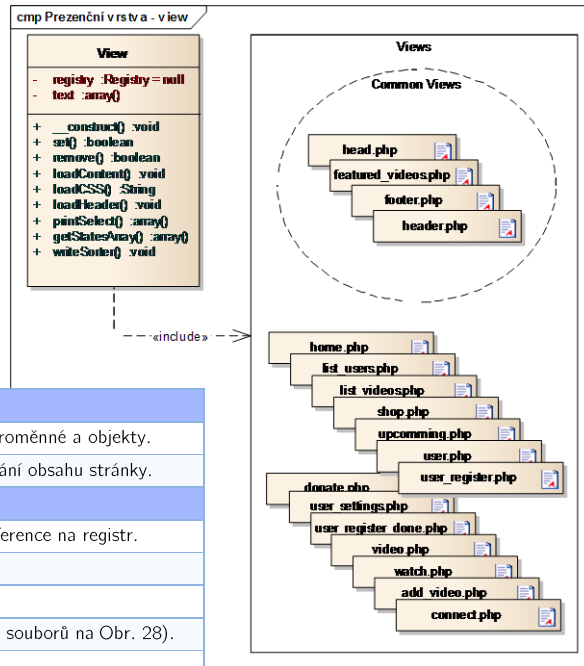 cmp Prezenční vrstva - view
View
- registry :Registry = null
- text :array()
+ __construct() :void
+ set() :boolean
+ remove() :boolean
+ loadContent() :void
+ loadCSS() :String
+ loadHeader() :void
+ printSelect() :array()
+ getStatesArray() :array()
+ writeSorter() :void
«include»
Views
Common Views
head.php
featured_videos.php
footer.php
header.php
home.php
list_users.php
list_videos.php
shop.php
upcomming.php
user.php
user_register.php
donate.php
user_settings.php
user_register_done.php
video.php
watch.php
add_video.php
connect.php
a objekty.
obsahu stránky.
na registr.
souborů na Obr. 28).